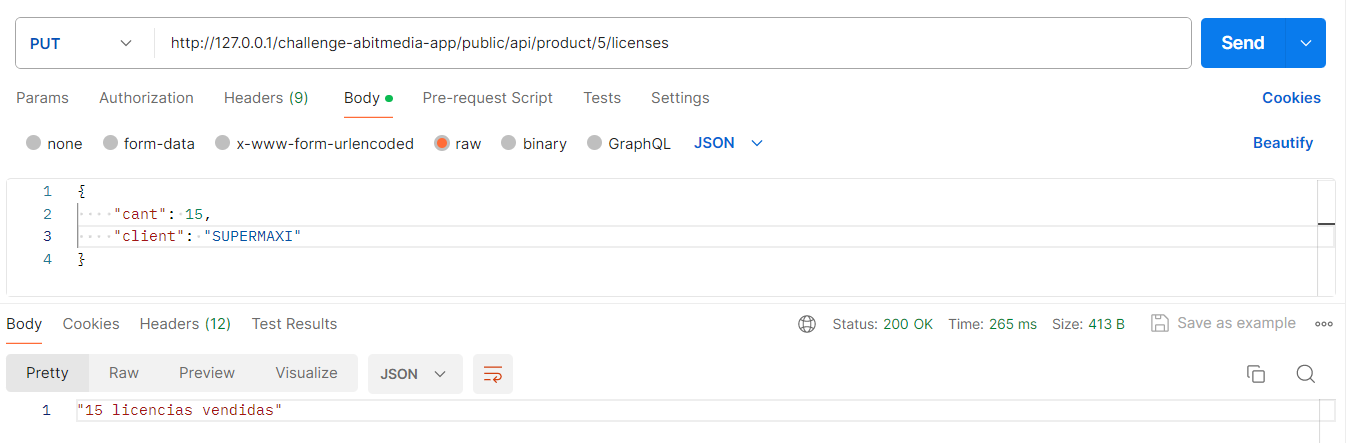 PUT http://127.0.0.1/challenge-abitmedia-app/public/api/product/5/licenses Send
Params Authorization Headers (9) Body Pre-request Script Tests Settings Cookies
none form-data x-www-form-urlencoded raw binary GraphQL JSON Beautify
1 {
2 "cant": 15,
3 "client": "SUPERMAXI"
4 }
Body Cookies Headers (12) Test Results Status: 200 OK Time: 265 ms Size: 413 B Save as example
Pretty Raw Preview Visualize JSON
1 "15 licencias vendidas"